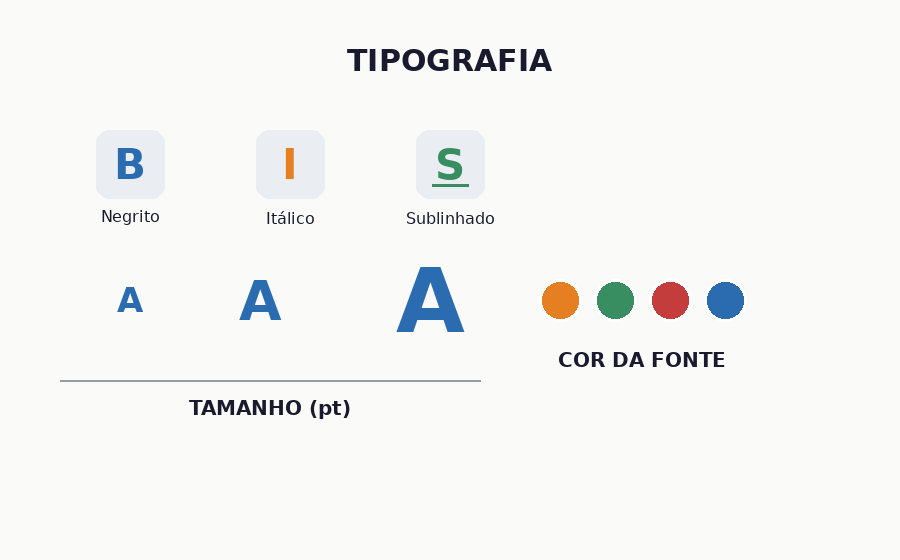 TIPOGRAFIA
B I S
Negrito Itálico Sublinhado
A A A
COR DA FONTE
TAMANHO (pt)